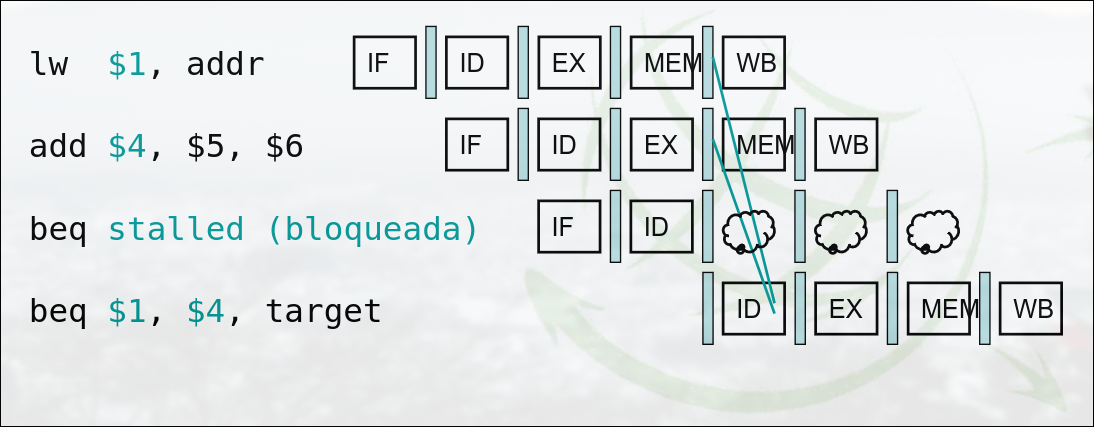 lw $1, addr IF ID EX MEM WB
add $4, $5, $6 IF ID EX MEM WB
beq stalled (bloqueada) IF ID
beq $1, $4, target ID EX MEM WB